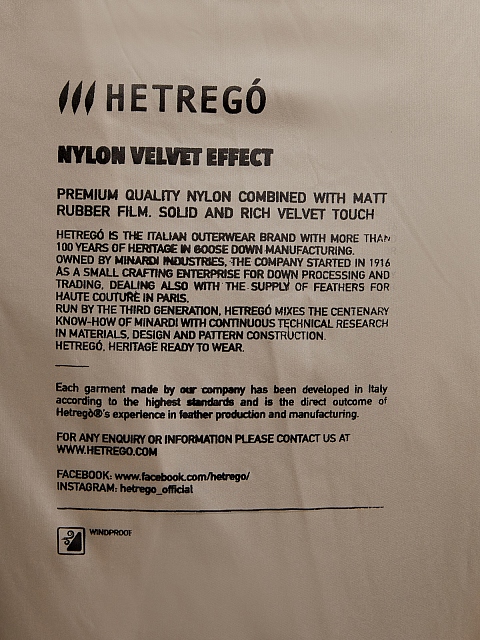 HETREGÓ
NYLON VELVET EFFECT
PREMIUM QUALITY NYLON COMBINED WITH MATT
RUBBER FILM. SOLID AND RICH VELVET TOUCH
HETREGÓ IS THE ITALIAN OUTERWEAR BRAND WITH MORE THAN
100 YEARS OF HERITAGE IN GOOSE DOWN MANUFACTURING.
OWNED BY MINARDI INDUSTRIES, THE COMPANY STARTED IN 1916
AS A SMALL CRAFTING ENTERPRISE FOR DOWN PROCESSING AND
TRADING, DEALING ALSO WITH THE SUPPLY OF FEATHERS FOR
HAUTE COUTURE IN PARIS.
RUN BY THE THIRD GENERATION, HETREGÓ MIXES THE CENTENARY
KNOW-HOW OF MINARDI WITH CONTINUOUS TECHNICAL RESEARCH
IN MATERIALS, DESIGN AND PATTERN CONSTRUCTION.
HETREGÓ, HERITAGE READY TO WEAR.
Each garment made by our company has been developed in Italy
according to the highest standards and is the direct outcome of
Hetregò®'s experience in feather production and manufacturing.
FOR ANY ENQUIRY OR INFORMATION PLEASE CONTACT US AT
WWW.HETREGO.COM
FACEBOOK: www.facebook.com/hetrego/
INSTAGRAM: hetrego_official
WINDPROOF